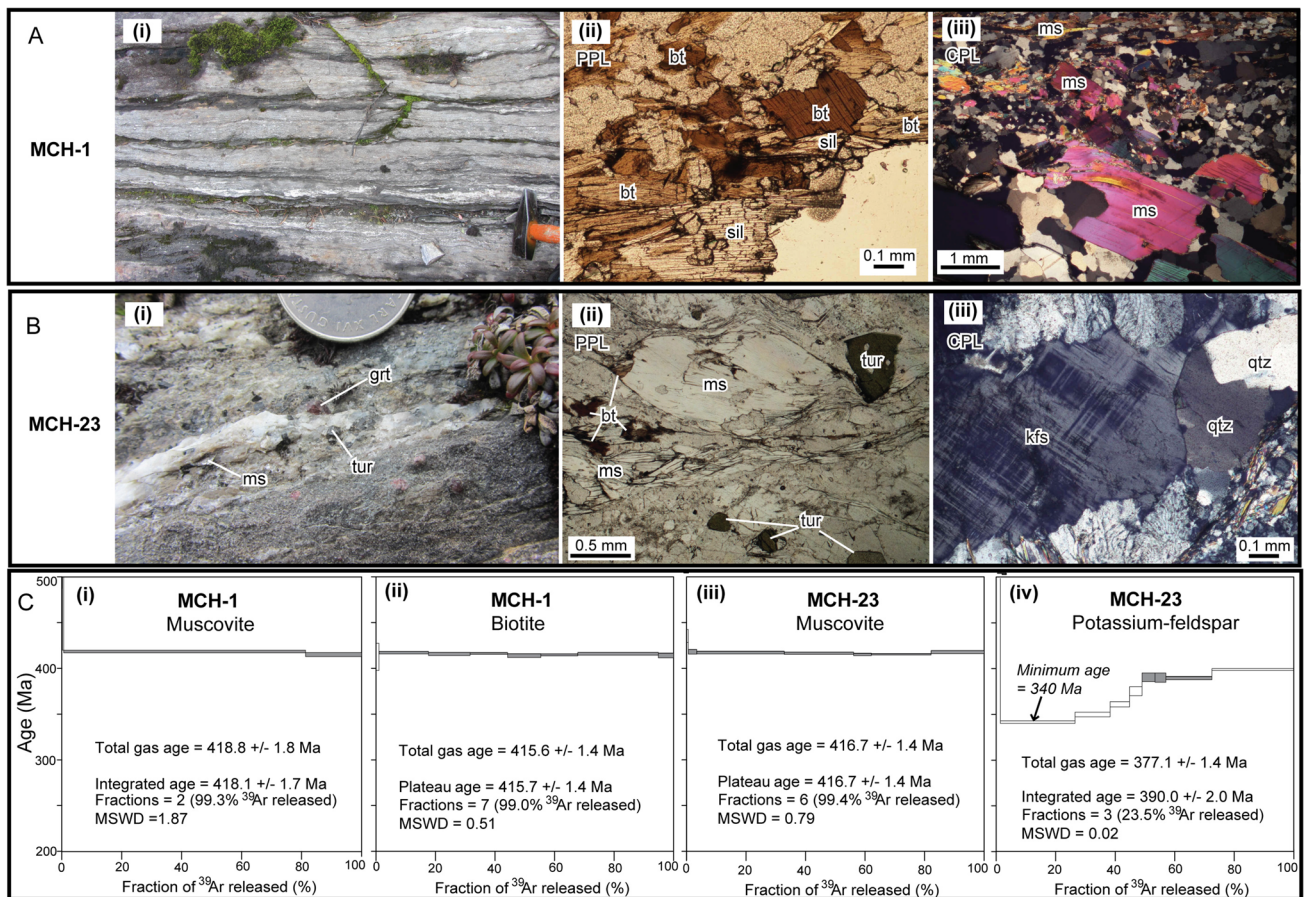 A
MCH-1
(i)
(ii)
PPL
bt
bt
bt
sil
bt
sil
0.1 mm
(iii)
CPL
ms
ms
ms
1 mm
B
MCH-23
(i)
grt
ms
tur
(ii)
PPL
ms
tur
bt
ms
tur
0.5 mm
(iii)
CPL
qtz
qtz
kfs
0.1 mm
C
Age (Ma)
500
400
300
200
(i)
MCH-1
Muscovite
Total gas age = 418.8 +/- 1.8 Ma
Integrated age = 418.1 +/- 1.7 Ma
Fractions = 2 (99.3% ³⁹Ar released)
MSWD =1.87
0 20 40 60 80 100
Fraction of ³⁹Ar released (%)
(ii)
MCH-1
Biotite
Total gas age = 415.6 +/- 1.4 Ma
Plateau age = 415.7 +/- 1.4 Ma
Fractions = 7 (99.0% ³⁹Ar released)
MSWD = 0.51
0 20 40 60 80 100
Fraction of ³⁹Ar released (%)
(iii)
MCH-23
Muscovite
Total gas age = 416.7 +/- 1.4 Ma
Plateau age = 416.7 +/- 1.4 Ma
Fractions = 6 (99.4% ³⁹Ar released)
MSWD = 0.79
0 20 40 60 80 100
Fraction of ³⁹Ar released (%)
(iv)
MCH-23
Potassium-feldspar
Minimum age
= 340 Ma
Total gas age = 377.1 +/- 1.4 Ma
Integrated age = 390.0 +/- 2.0 Ma
Fractions = 3 (23.5% ³⁹Ar released)
MSWD = 0.02
0 20 40 60 80 100
Fraction of ³⁹Ar released (%)